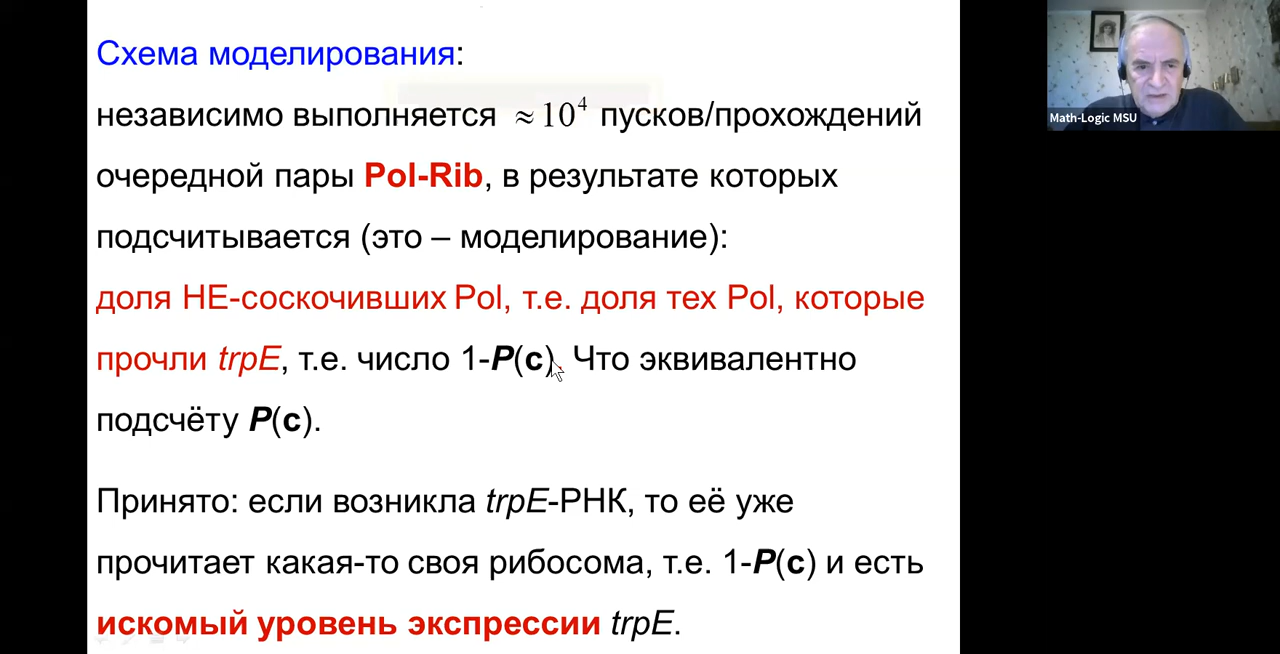 Схема моделирования:
независимо выполняется ≈10⁴ пусков/прохождений
очередной пары Pol-Rib, в результате которых
подсчитывается (это – моделирование):
доля НЕ-соскочивших Pol, т.е. доля тех Pol, которые
прочли trpE, т.е. число 1-P(c). Что эквивалентно
подсчёту P(c).
Принято: если возникла trpE-РНК, то её уже
прочитает какая-то своя рибосома, т.е. 1-P(c) и есть
искомый уровень экспрессии trpE.
Math-Logic MSU